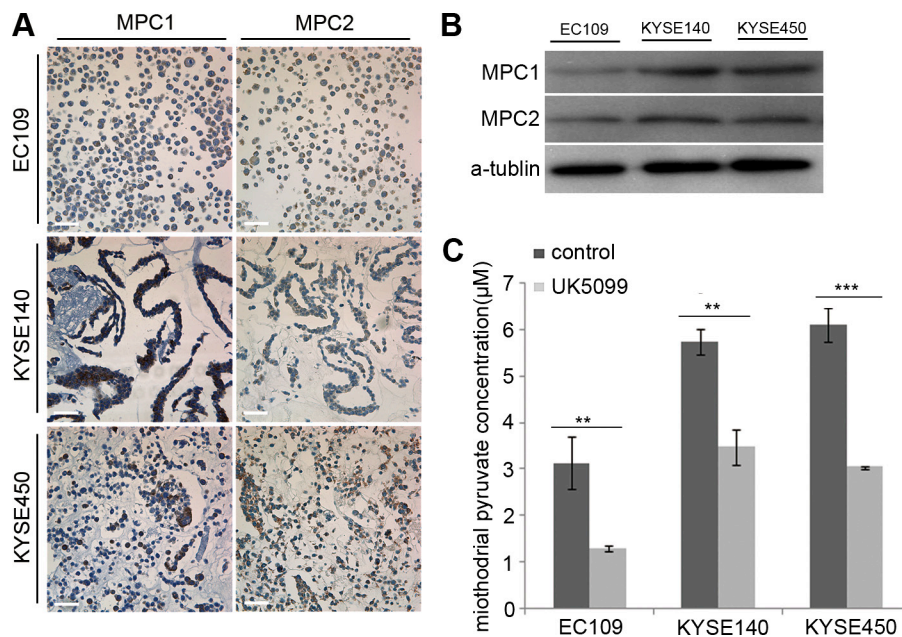 A
MPC1 MPC2
EC109
KYSE140
KYSE450
B
EC109 KYSE140 KYSE450
MPC1
MPC2
a-tublin
C
control
UK5099
miothodrial pyruvate concentration(μM)
7
6
5
4
3
2
1
0
**
**
***
EC109 KYSE140 KYSE450